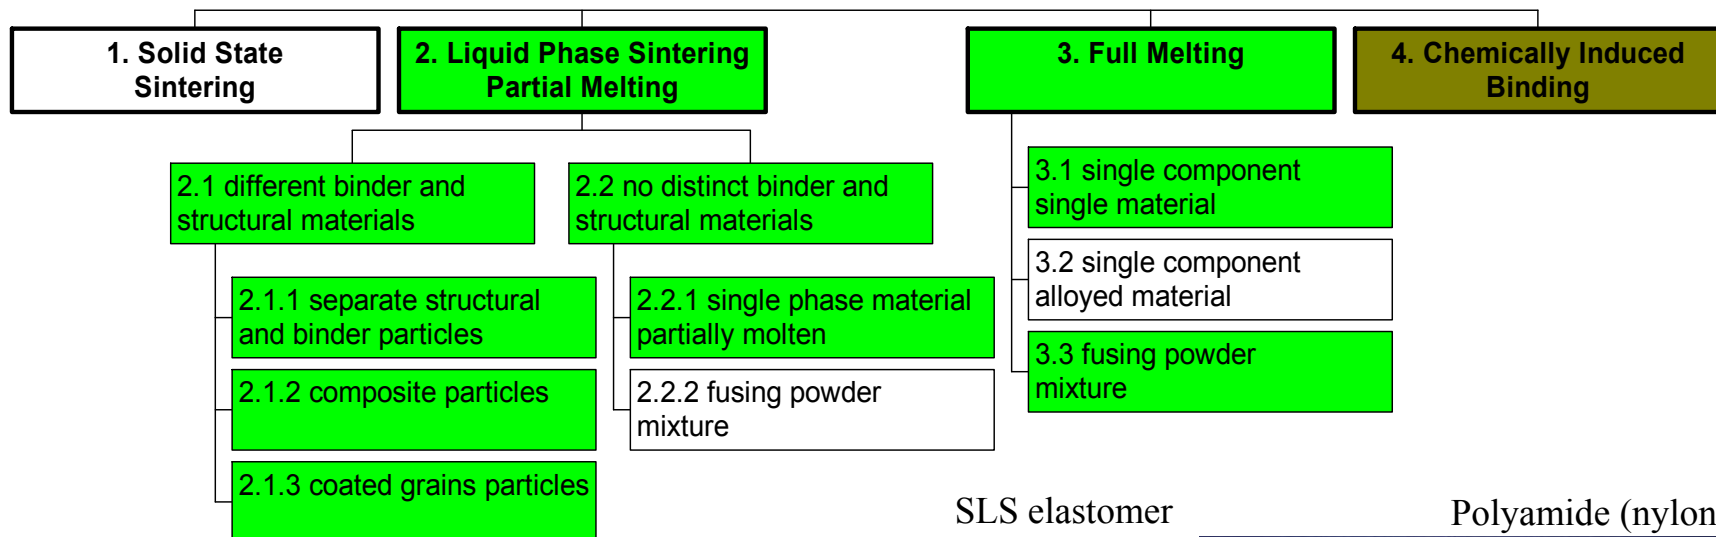 1. Solid State
Sintering
2. Liquid Phase Sintering
Partial Melting
3. Full Melting
4. Chemically Induced
Binding
2.1 different binder and
structural materials
2.2 no distinct binder and
structural materials
3.1 single component
single material
3.2 single component
alloyed material
3.3 fusing powder
mixture
2.1.1 separate structural
and binder particles
2.1.2 composite particles
2.1.3 coated grains particles
2.2.1 single phase material
partially molten
2.2.2 fusing powder
mixture
SLS elastomer
Polyamide (nylon